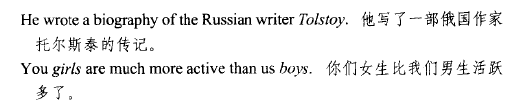 He wrote a biography of the Russian writer Tolstoy. 他写了一部俄国作家
托尔斯泰的传记。
You girls are much more active than us boys. 你们女生比我们男生活跃
多了。